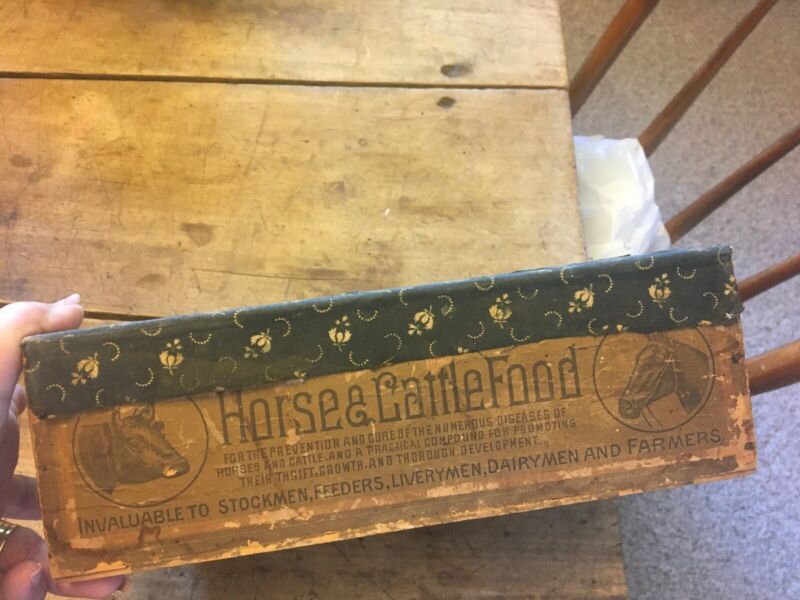 Horse & Cattle Food
FOR THE PREVENTION AND CURE OF THE NUMEROUS DISEASES OF
HORSES AND CATTLE, AND A PRACTICAL COMPOUND FOR PROMOTING
THEIR THRIFT, GROWTH, AND THOROUGH DEVELOPMENT.
INVALUABLE TO STOCKMEN, FEEDERS, LIVERYMEN, DAIRYMEN AND FARMERS.